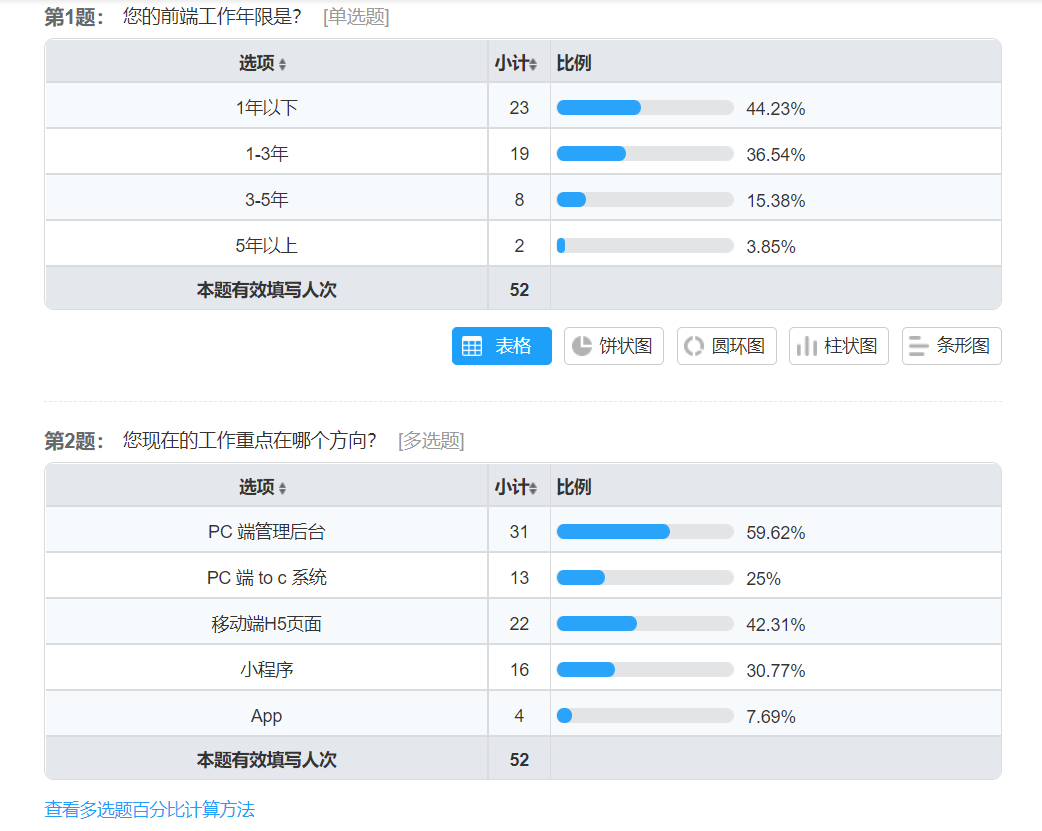 第1题： 您的前端工作年限是? [单选题]
选项 小计 比例
1年以下 23 44.23%
1-3年 19 36.54%
3-5年 8 15.38%
5年以上 2 3.85%
本题有效填写人次 52
表格 饼状图 圆环图 柱状图 条形图
第2题： 您现在的工作重点在哪个方向? [多选题]
选项 小计 比例
PC 端管理后台 31 59.62%
PC 端 to c 系统 13 25%
移动端H5页面 22 42.31%
小程序 16 30.77%
App 4 7.69%
本题有效填写人次 52
查看多选题百分比计算方法